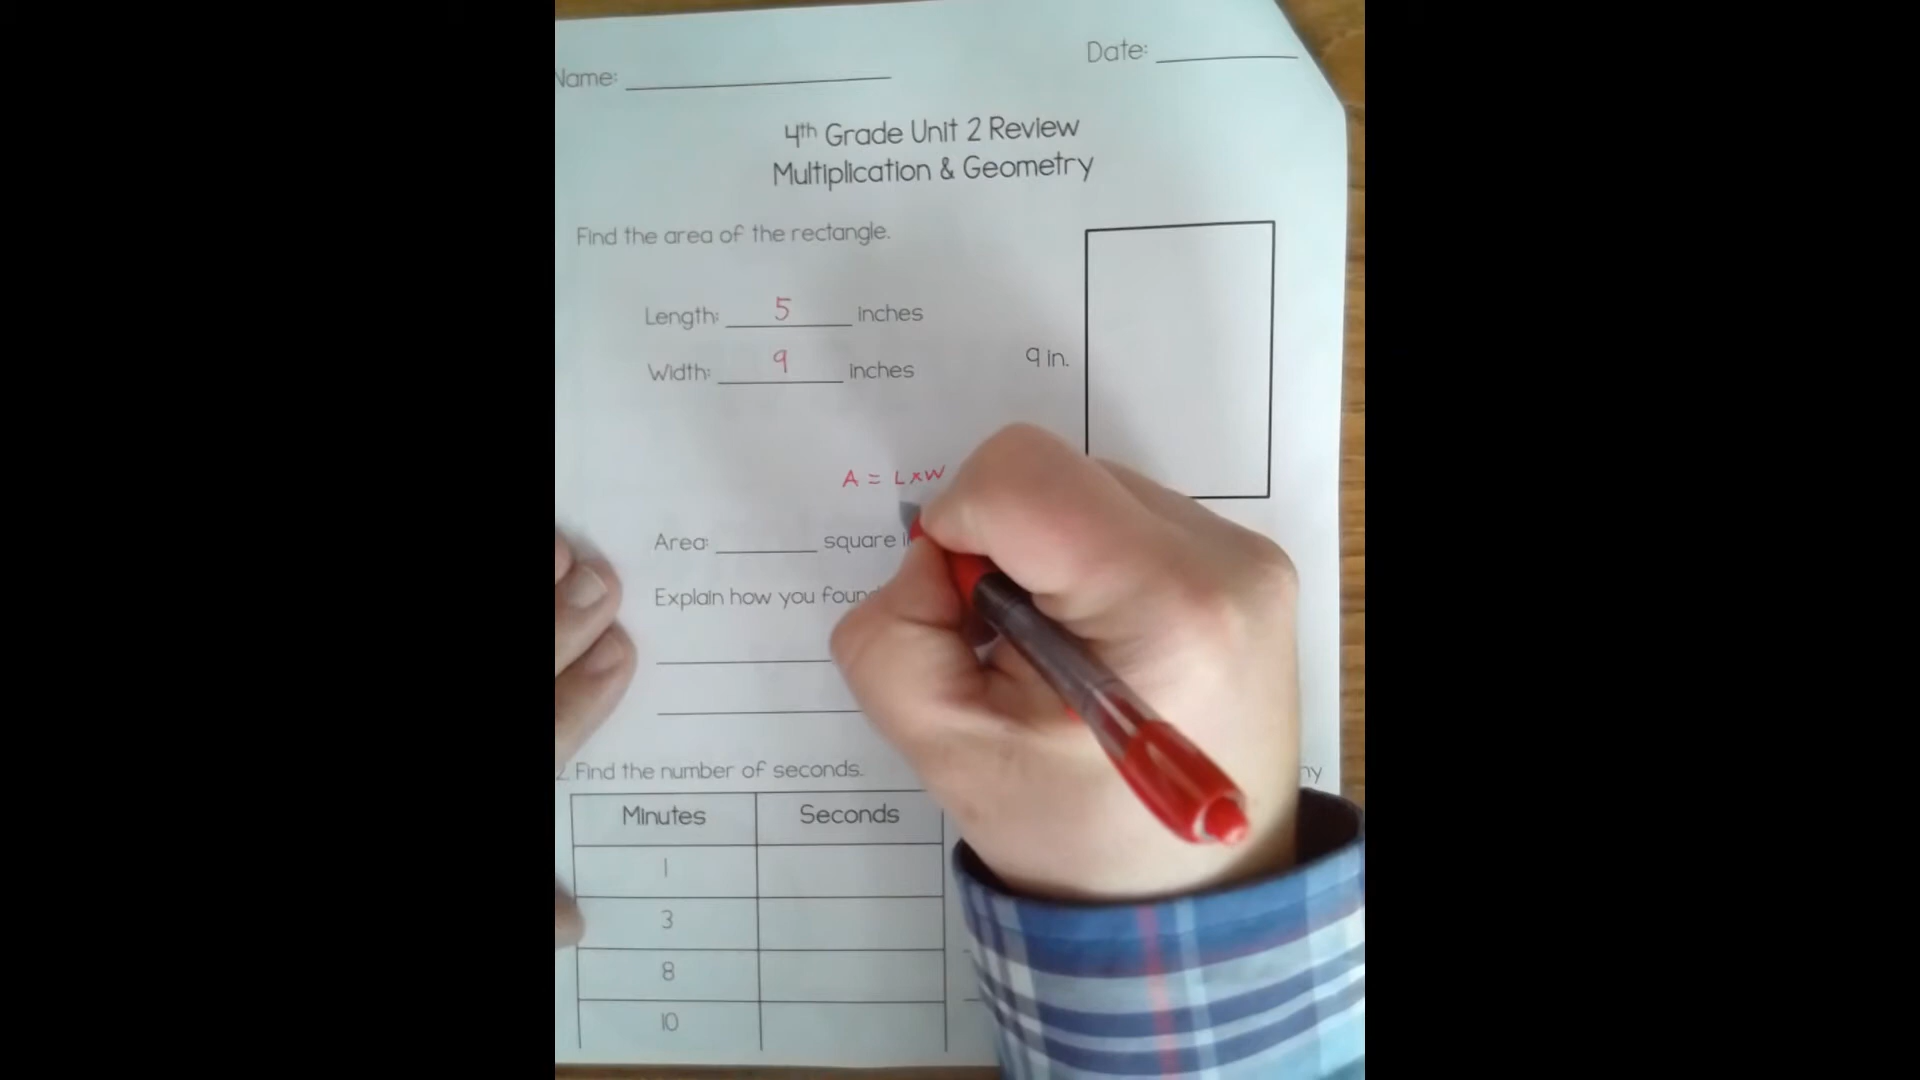 Name:
Date:
4th Grade Unit 2 Review
Multiplication & Geometry
Find the area of the rectangle.
Length: 5 inches
Width: 9 inches
9 in.
A = L x W
Area: square
Explain how you
2. Find the number of seconds.
Minutes Seconds
1
3
8
10